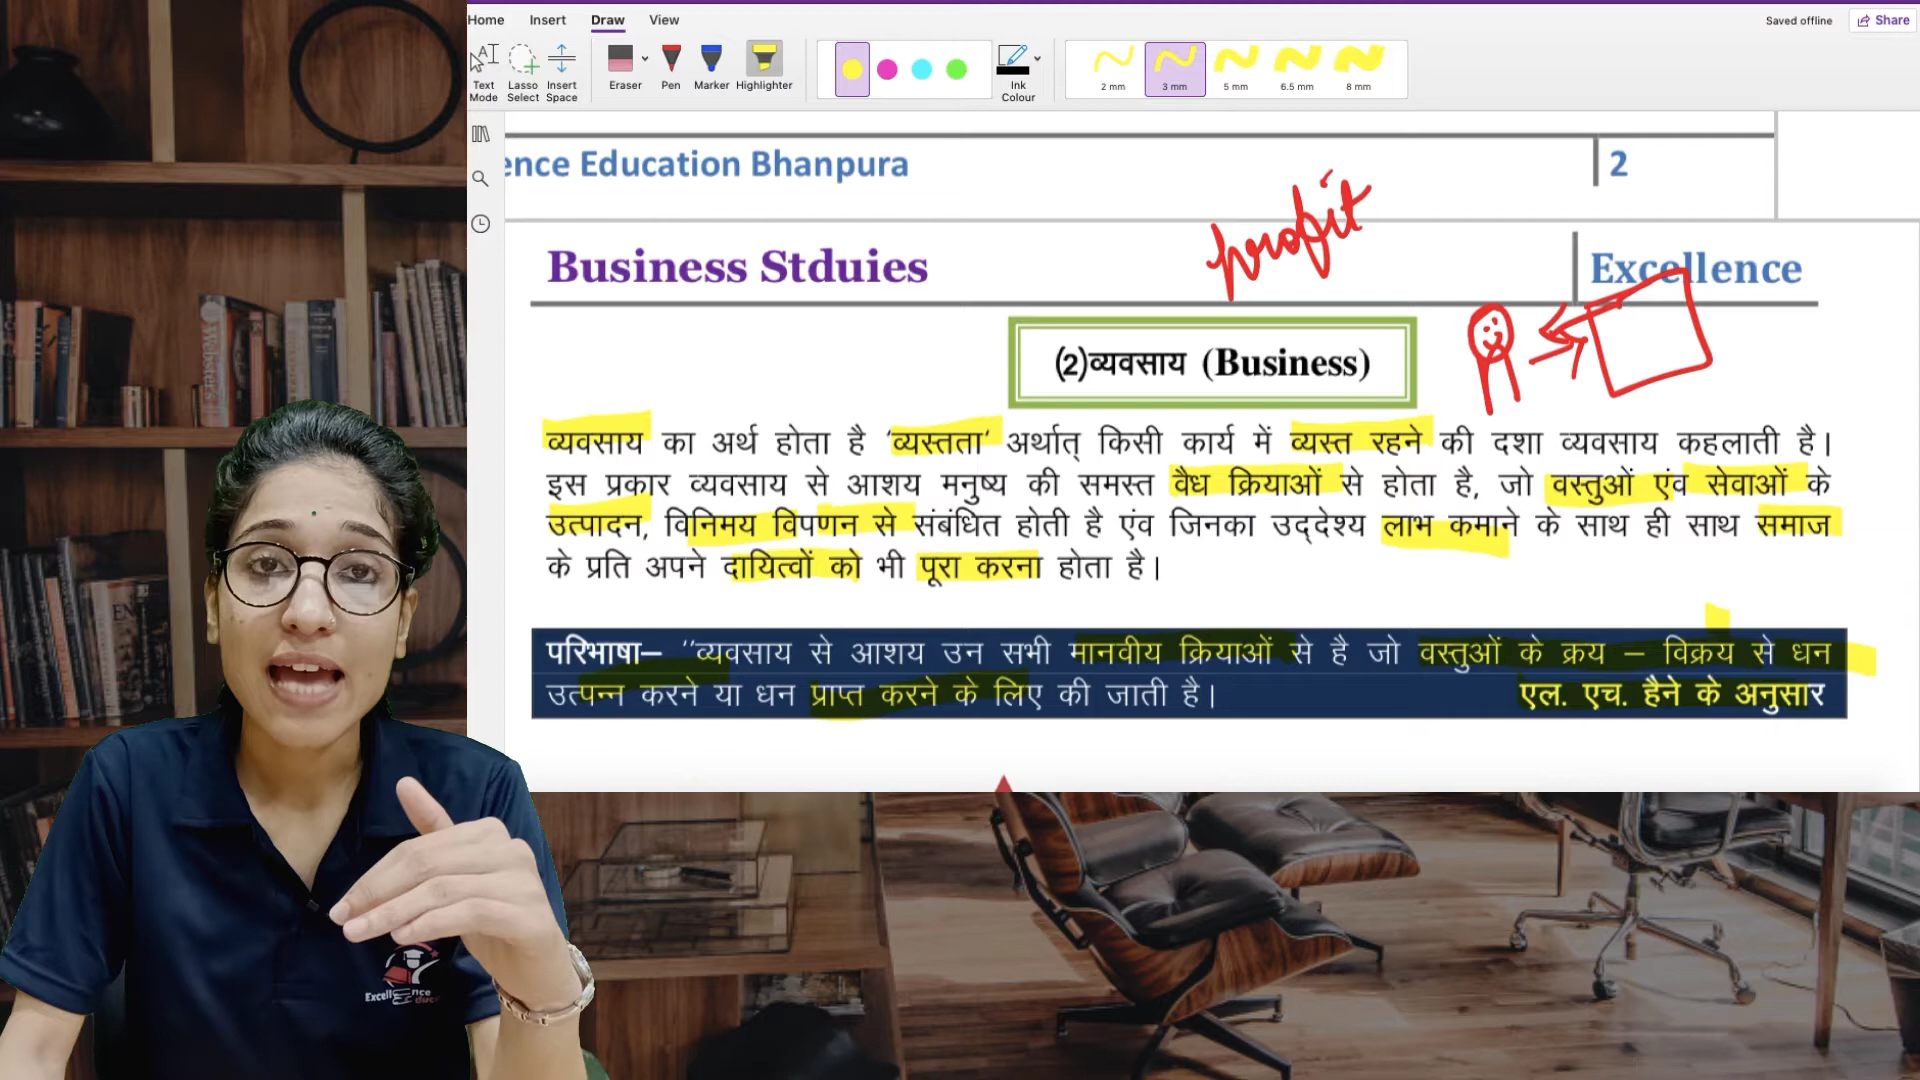 Home Insert Draw View Saved offline Share
Text Mode Lasso Select Insert Space Eraser Pen Marker Highlighter Ink Colour 2 mm 3 mm 5 mm 6.5 mm 8 mm
ence Education Bhanpura 2
profit
Business Stduies Excellence
(2)व्यवसाय (Business)
व्यवसाय का अर्थ होता है ‘व्यस्तता’ अर्थात् किसी कार्य में व्यस्त रहने की दशा व्यवसाय कहलाती है।
इस प्रकार व्यवसाय से आशय मनुष्य की समस्त वैध क्रियाओं से होता है, जो वस्तुओं एंव सेवाओं के
उत्पादन, विनिमय विपणन से संबंधित होती है एंव जिनका उद्देश्य लाभ कमाने के साथ ही साथ समाज
के प्रति अपने दायित्वों को भी पूरा करना होता है।
परिभाषा– ‘‘व्यवसाय से आशय उन सभी मानवीय क्रियाओं से है जो वस्तुओं के क्रय – विक्रय से धन
उत्पन्न करने या धन प्राप्त करने के लिए की जाती है। एल. एच. हैने के अनुसार
Webster's
Excellence
Educ